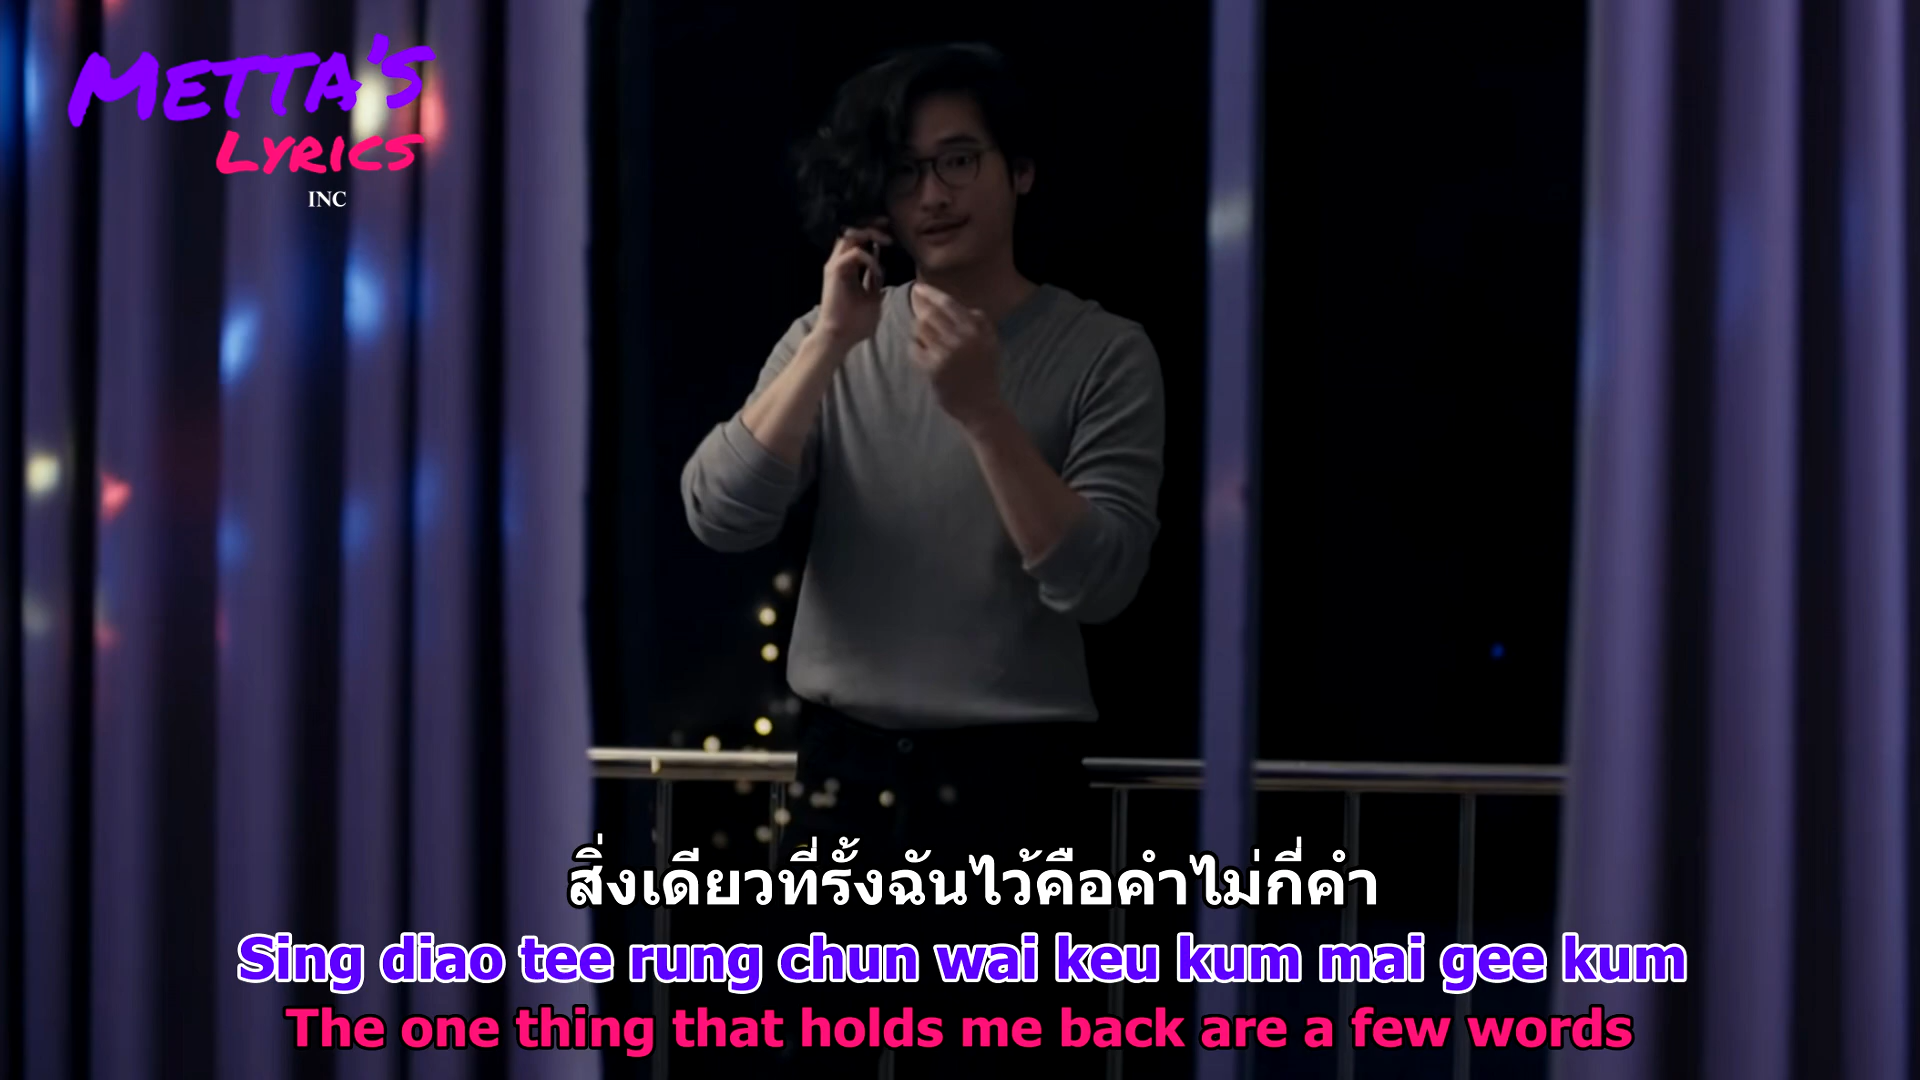 METTA'S
LYRICS
INC
สิ่งเดียวที่รั้งฉันไว้คือคำไม่กี่คำ
Sing diao tee rung chun wai keu kum mai gee kum
The one thing that holds me back are a few words